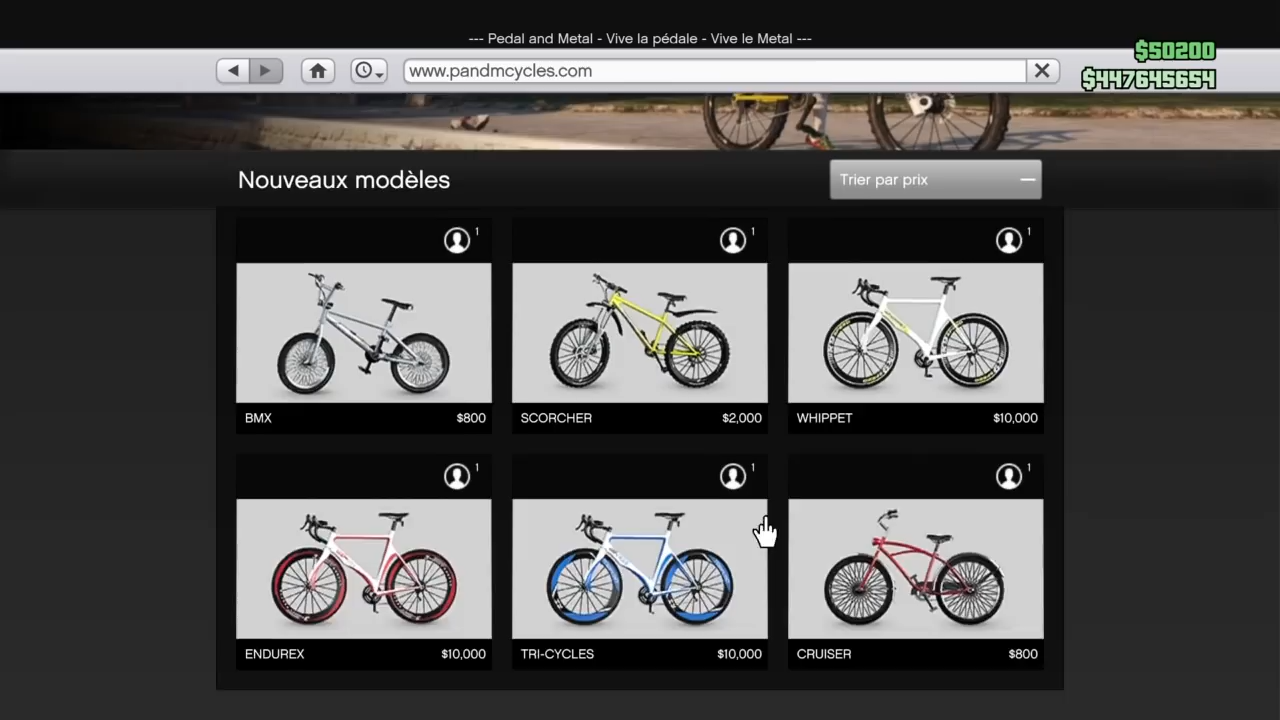 --- Pedal and Metal - Vive la pédale - Vive le Metal ---
$50200
www.pandmcycles.com
$447645654
Nouveaux modèles
Trier par prix
1
1
1
BMX $800
SCORCHER $2,000
WHIPPET $10,000
1
1
1
ENDUREX $10,000
TRI-CYCLES $10,000
CRUISER $800